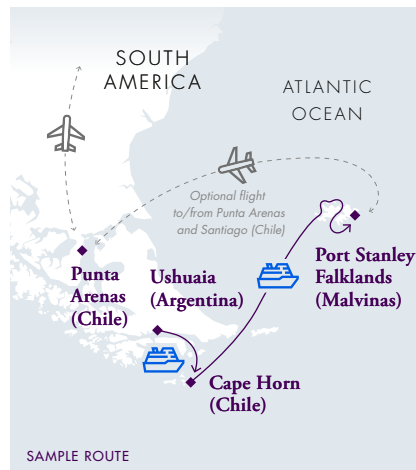 SOUTH
AMERICA
ATLANTIC
OCEAN
Optional flight
to/from Punta Arenas
and Santiago (Chile)
Punta
Arenas
(Chile)
Ushuaia
(Argentina)
Port Stanley
Falklands
(Malvinas)
Cape Horn
(Chile)
SAMPLE ROUTE